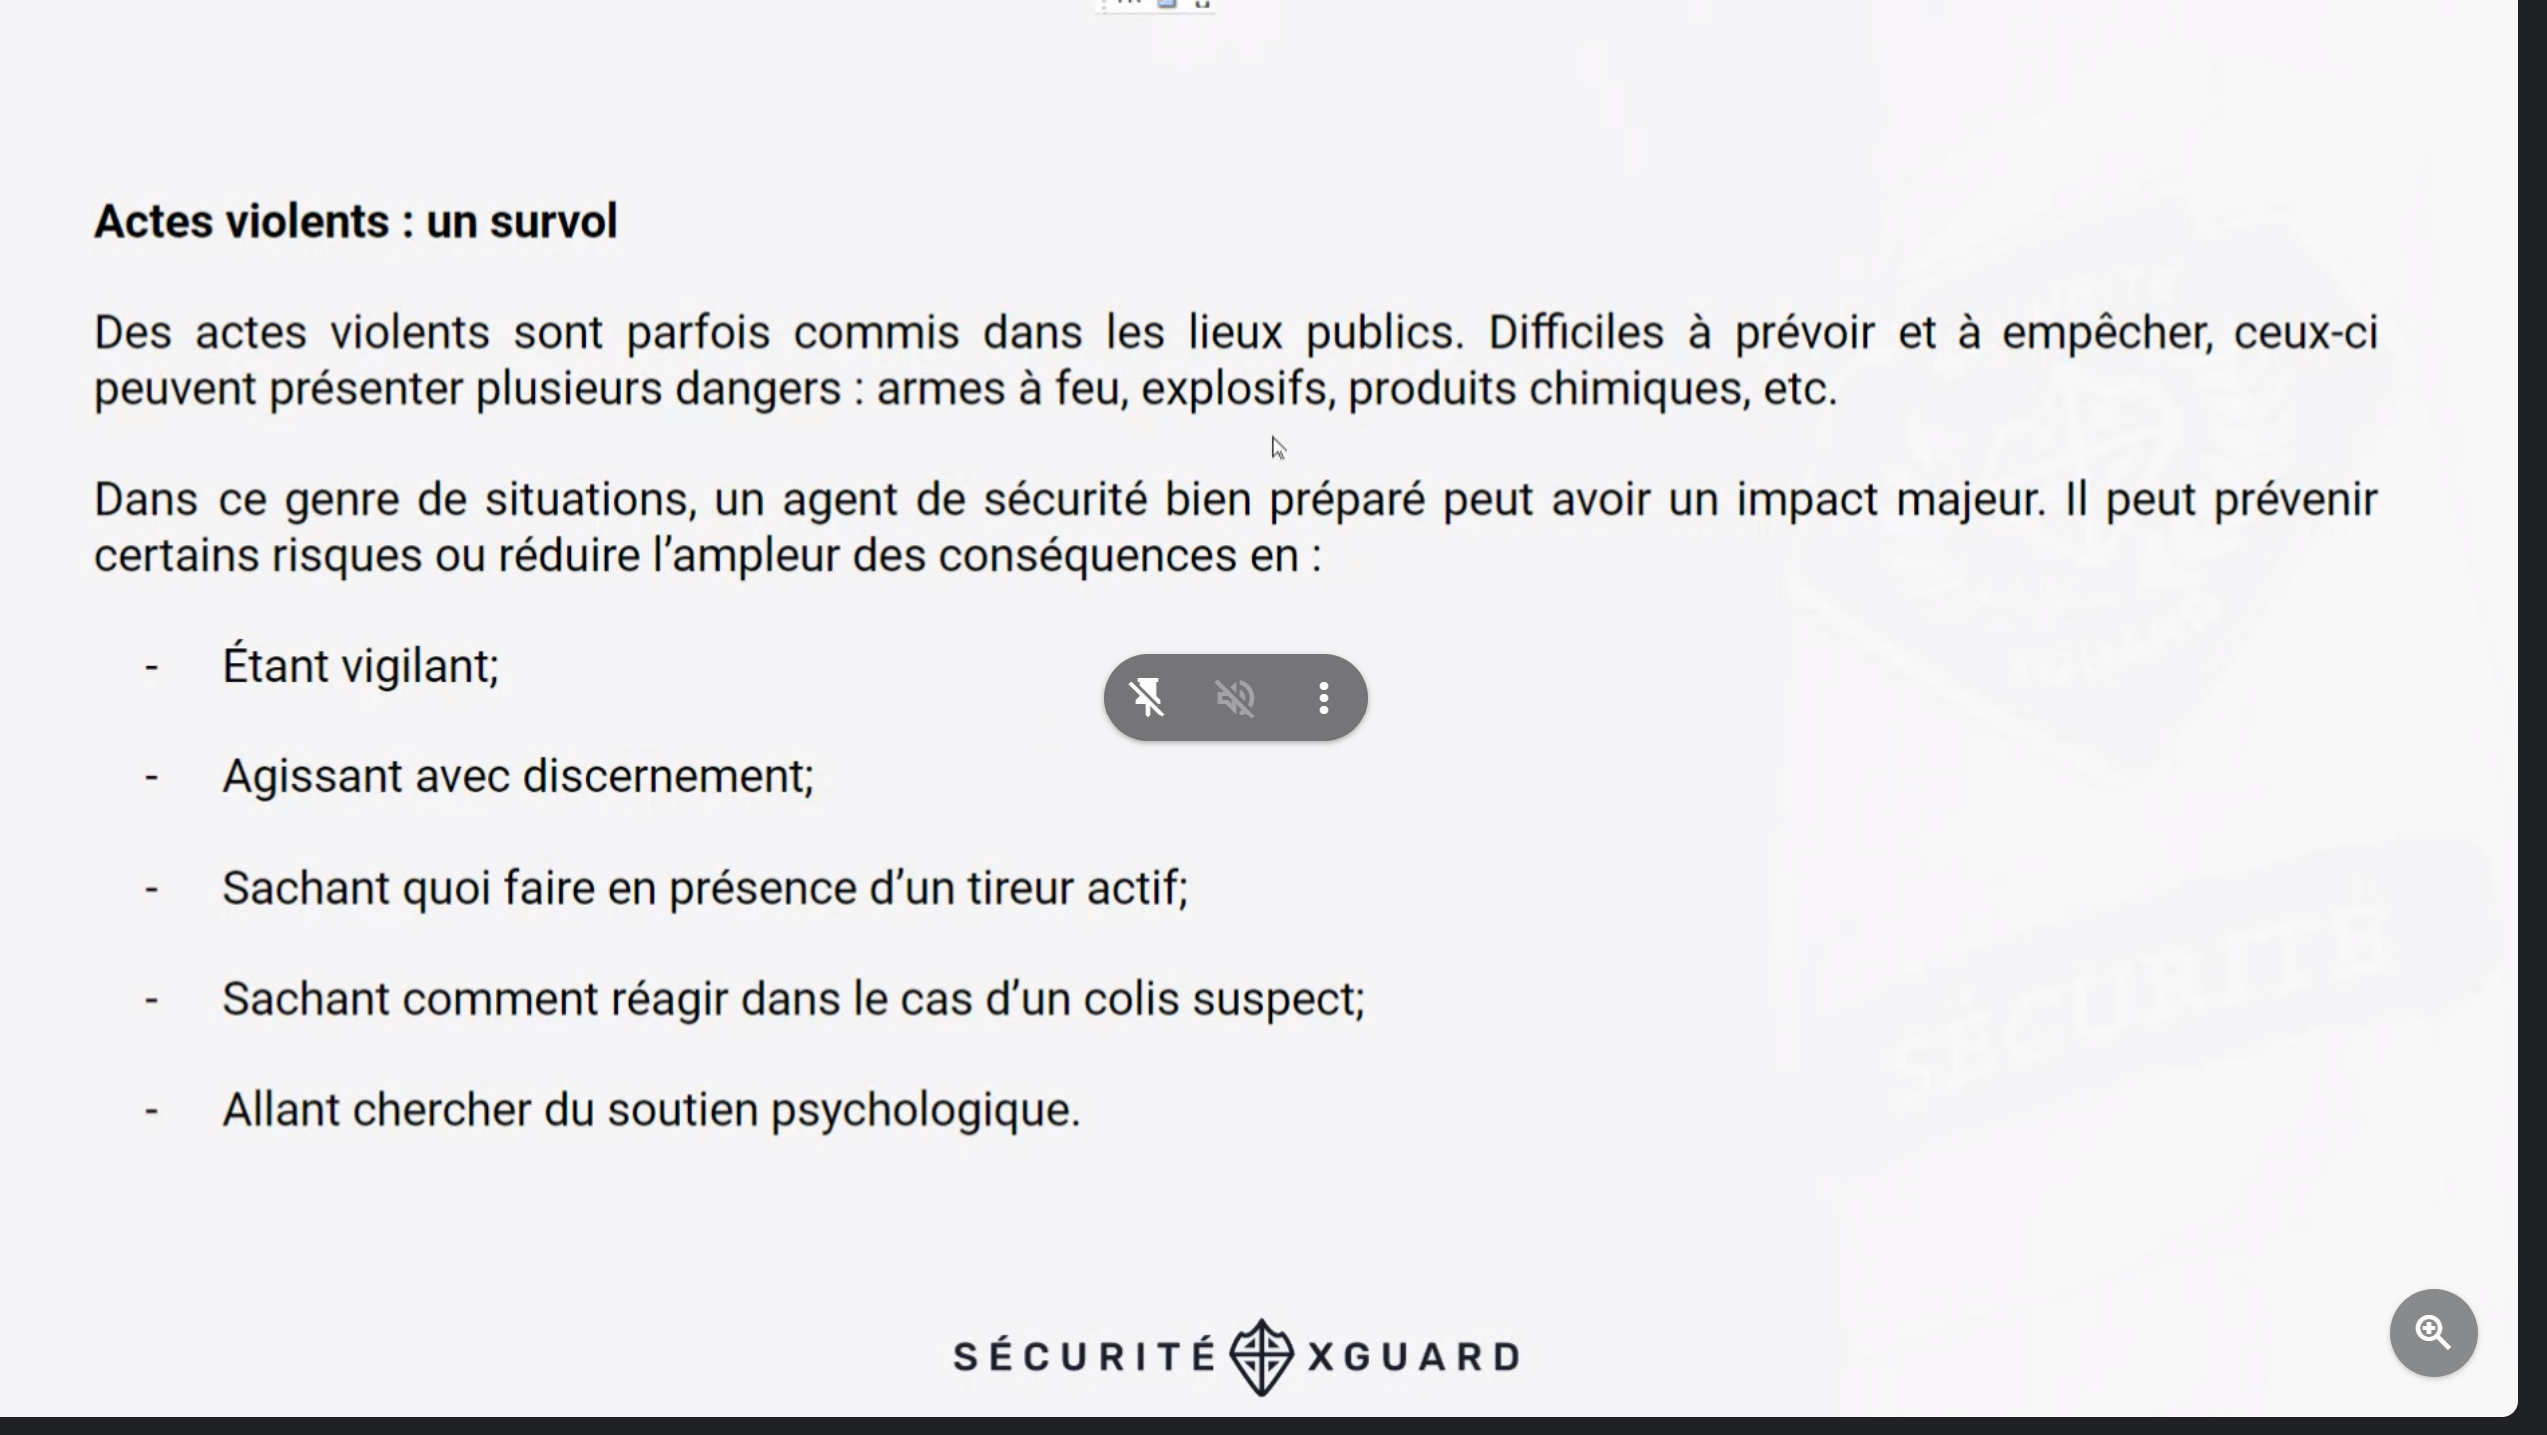 Actes violents : un survol
Des actes violents sont parfois commis dans les lieux publics. Difficiles à prévoir et à empêcher, ceux-ci
peuvent présenter plusieurs dangers : armes à feu, explosifs, produits chimiques, etc.
Dans ce genre de situations, un agent de sécurité bien préparé peut avoir un impact majeur. Il peut prévenir
certains risques ou réduire l’ampleur des conséquences en :
- Étant vigilant;
- Agissant avec discernement;
- Sachant quoi faire en présence d’un tireur actif;
- Sachant comment réagir dans le cas d’un colis suspect;
- Allant chercher du soutien psychologique.
SÉCURITÉ XGUARD